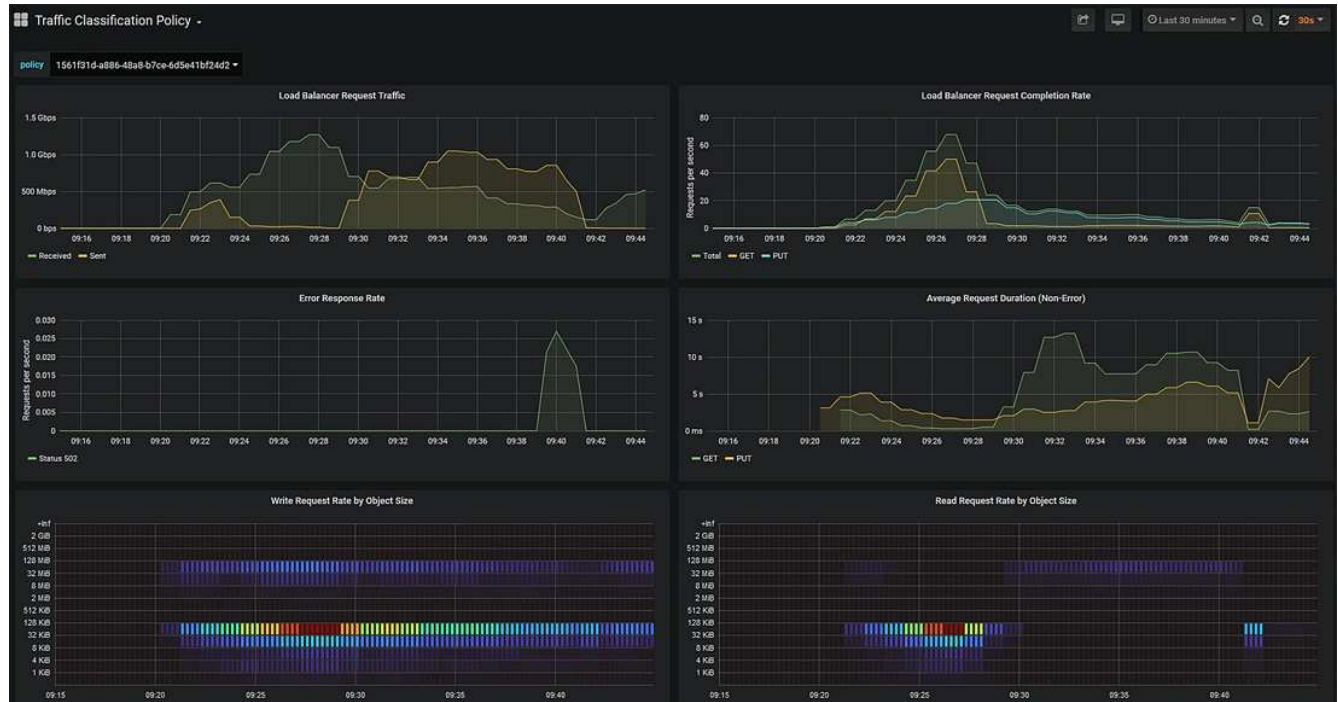 Traffic Classification Policy
Last 30 minutes
30s
policy 1561f31d-a886-48a8-b7ce-6d5e41bf24d2
Load Balancer Request Traffic
1.5 Gbps
1.0 Gbps
500 Mbps
0 bps
09:16 09:18 09:20 09:22 09:24 09:26 09:28 09:30 09:32 09:34 09:36 09:38 09:40 09:42 09:44
Received Sent
Load Balancer Request Completion Rate
Requests per second
80
60
40
20
0
09:16 09:18 09:20 09:22 09:24 09:26 09:28 09:30 09:32 09:34 09:36 09:38 09:40 09:42 09:44
Total GET PUT
Error Response Rate
Requests per second
0.030
0.025
0.020
0.015
0.010
0.005
0
09:16 09:18 09:20 09:22 09:24 09:26 09:28 09:30 09:32 09:34 09:36 09:38 09:40 09:42 09:44
Status 502
Average Request Duration (Non-Error)
15 s
10 s
5 s
0 ms
09:16 09:18 09:20 09:22 09:24 09:26 09:28 09:30 09:32 09:34 09:36 09:38 09:40 09:42 09:44
GET PUT
Write Request Rate by Object Size
+Inf
2 GiB
512 MiB
128 MiB
32 MiB
8 MiB
2 MiB
512 KiB
128 KiB
32 KiB
8 KiB
4 KiB
1 KiB
09:15 09:20 09:25 09:30 09:35 09:40
Read Request Rate by Object Size
+Inf
2 GiB
512 MiB
128 MiB
32 MiB
8 MiB
2 MiB
512 KiB
128 KiB
32 KiB
8 KiB
4 KiB
1 KiB
09:15 09:20 09:25 09:30 09:35 09:40